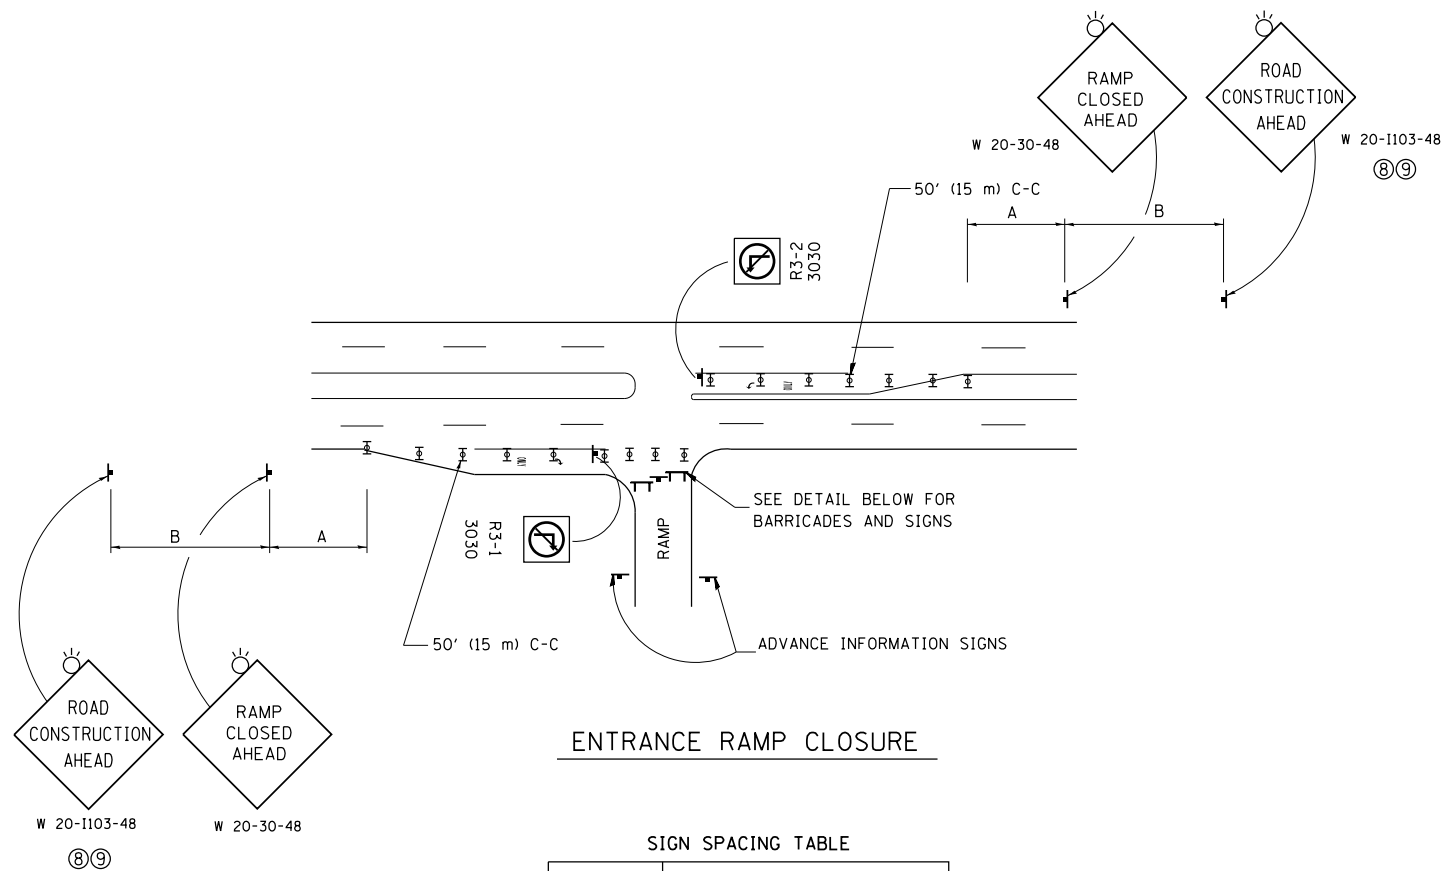 RAMP
CLOSED
AHEAD
W 20-30-48
ROAD
CONSTRUCTION
AHEAD
W 20-I103-48
⑧⑨
50' (15 m) C-C
A
B
R3-2
3030
ONLY
ONLY
B
A
R3-1
3030
RAMP
SEE DETAIL BELOW FOR
BARRICADES AND SIGNS
50' (15 m) C-C
ADVANCE INFORMATION SIGNS
ROAD
CONSTRUCTION
AHEAD
W 20-I103-48
⑧⑨
RAMP
CLOSED
AHEAD
W 20-30-48
ENTRANCE RAMP CLOSURE
SIGN SPACING TABLE